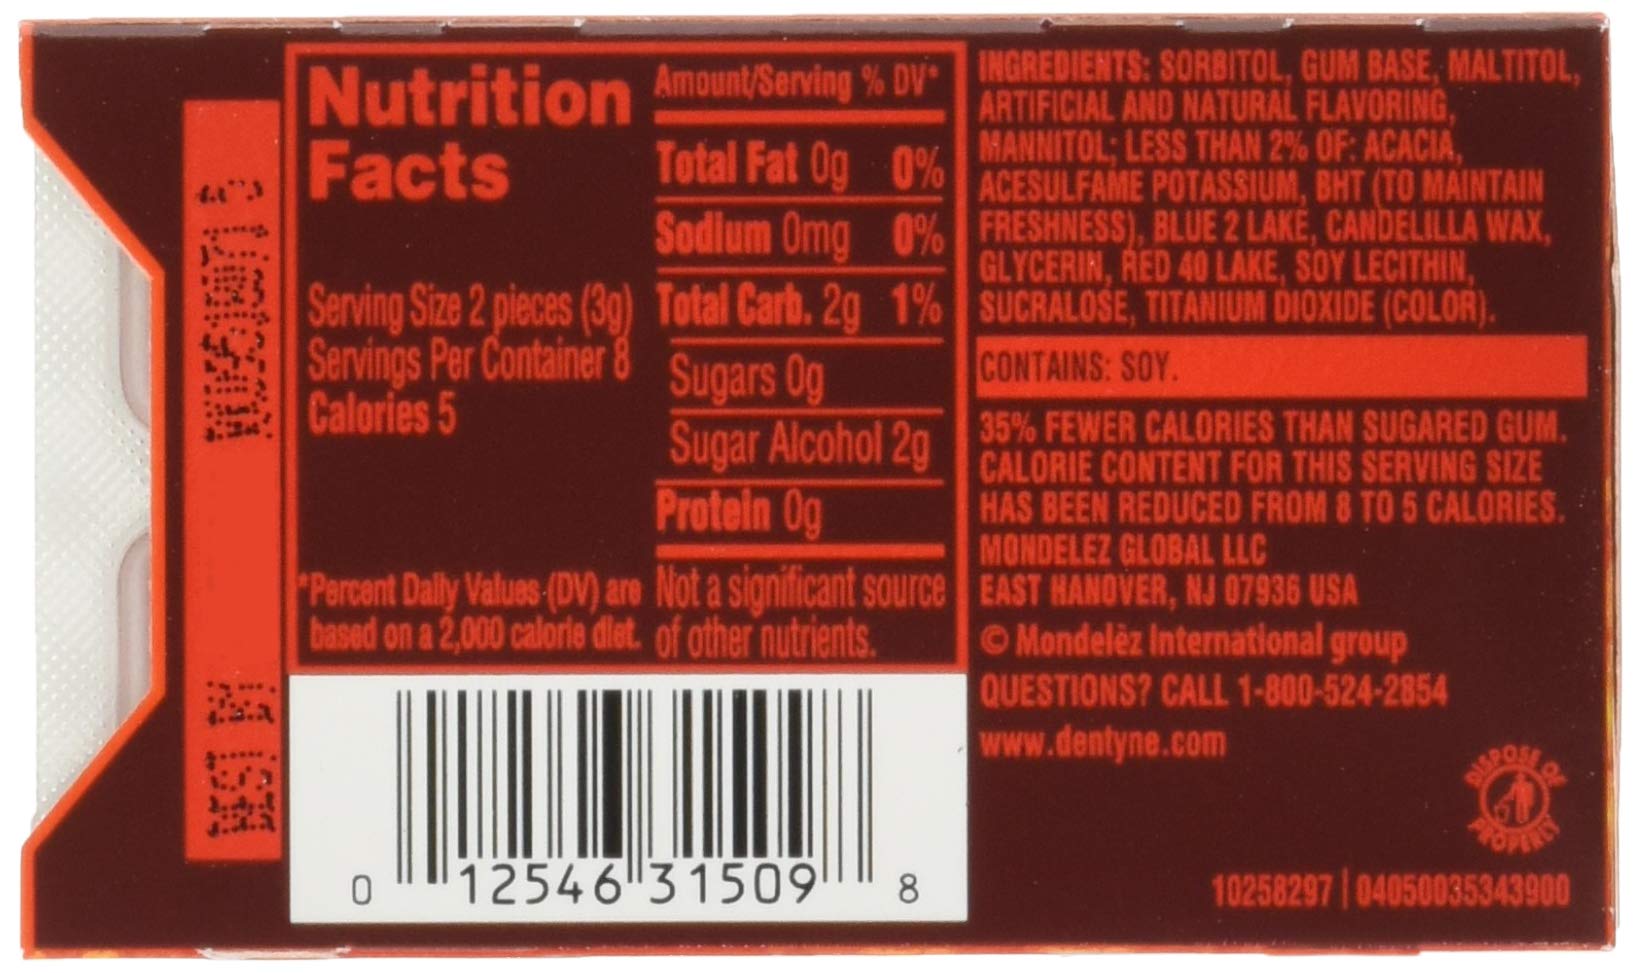 Nutrition
Facts
Serving Size 2 pieces (3g)
Servings Per Container 8
Calories 5
*Percent Daily Values (DV) are
based on a 2,000 calorie diet.
Amount/Serving % DV*
Total Fat 0g 0%
Sodium 0mg 0%
Total Carb. 2g 1%
Sugars 0g
Sugar Alcohol 2g
Protein 0g
Not a significant source
of other nutrients.
INGREDIENTS: SORBITOL, GUM BASE, MALTITOL,
ARTIFICIAL AND NATURAL FLAVORING,
MANNITOL; LESS THAN 2% OF: ACACIA,
ACESULFAME POTASSIUM, BHT (TO MAINTAIN
FRESHNESS), BLUE 2 LAKE, CANDELILLA WAX,
GLYCERIN, RED 40 LAKE, SOY LECITHIN,
SUCRALOSE, TITANIUM DIOXIDE (COLOR).
CONTAINS: SOY.
35% FEWER CALORIES THAN SUGARED GUM.
CALORIE CONTENT FOR THIS SERVING SIZE
HAS BEEN REDUCED FROM 8 TO 5 CALORIES.
MONDELEZ GLOBAL LLC
EAST HANOVER, NJ 07936 USA
© Mondelēz International group
QUESTIONS? CALL 1-800-524-2854
www.dentyne.com
DISPOSE OF
PROPERLY
10258297 | 04050035343900
0 12546 31509 8
BEST BY